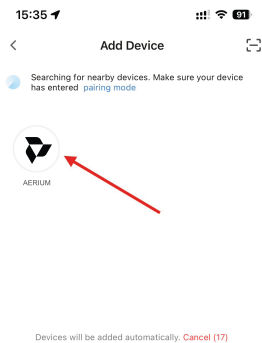 15:35
91
Add Device
Searching for nearby devices. Make sure your device
has entered pairing mode
AERIUM
Devices will be added automatically. Cancel (17)